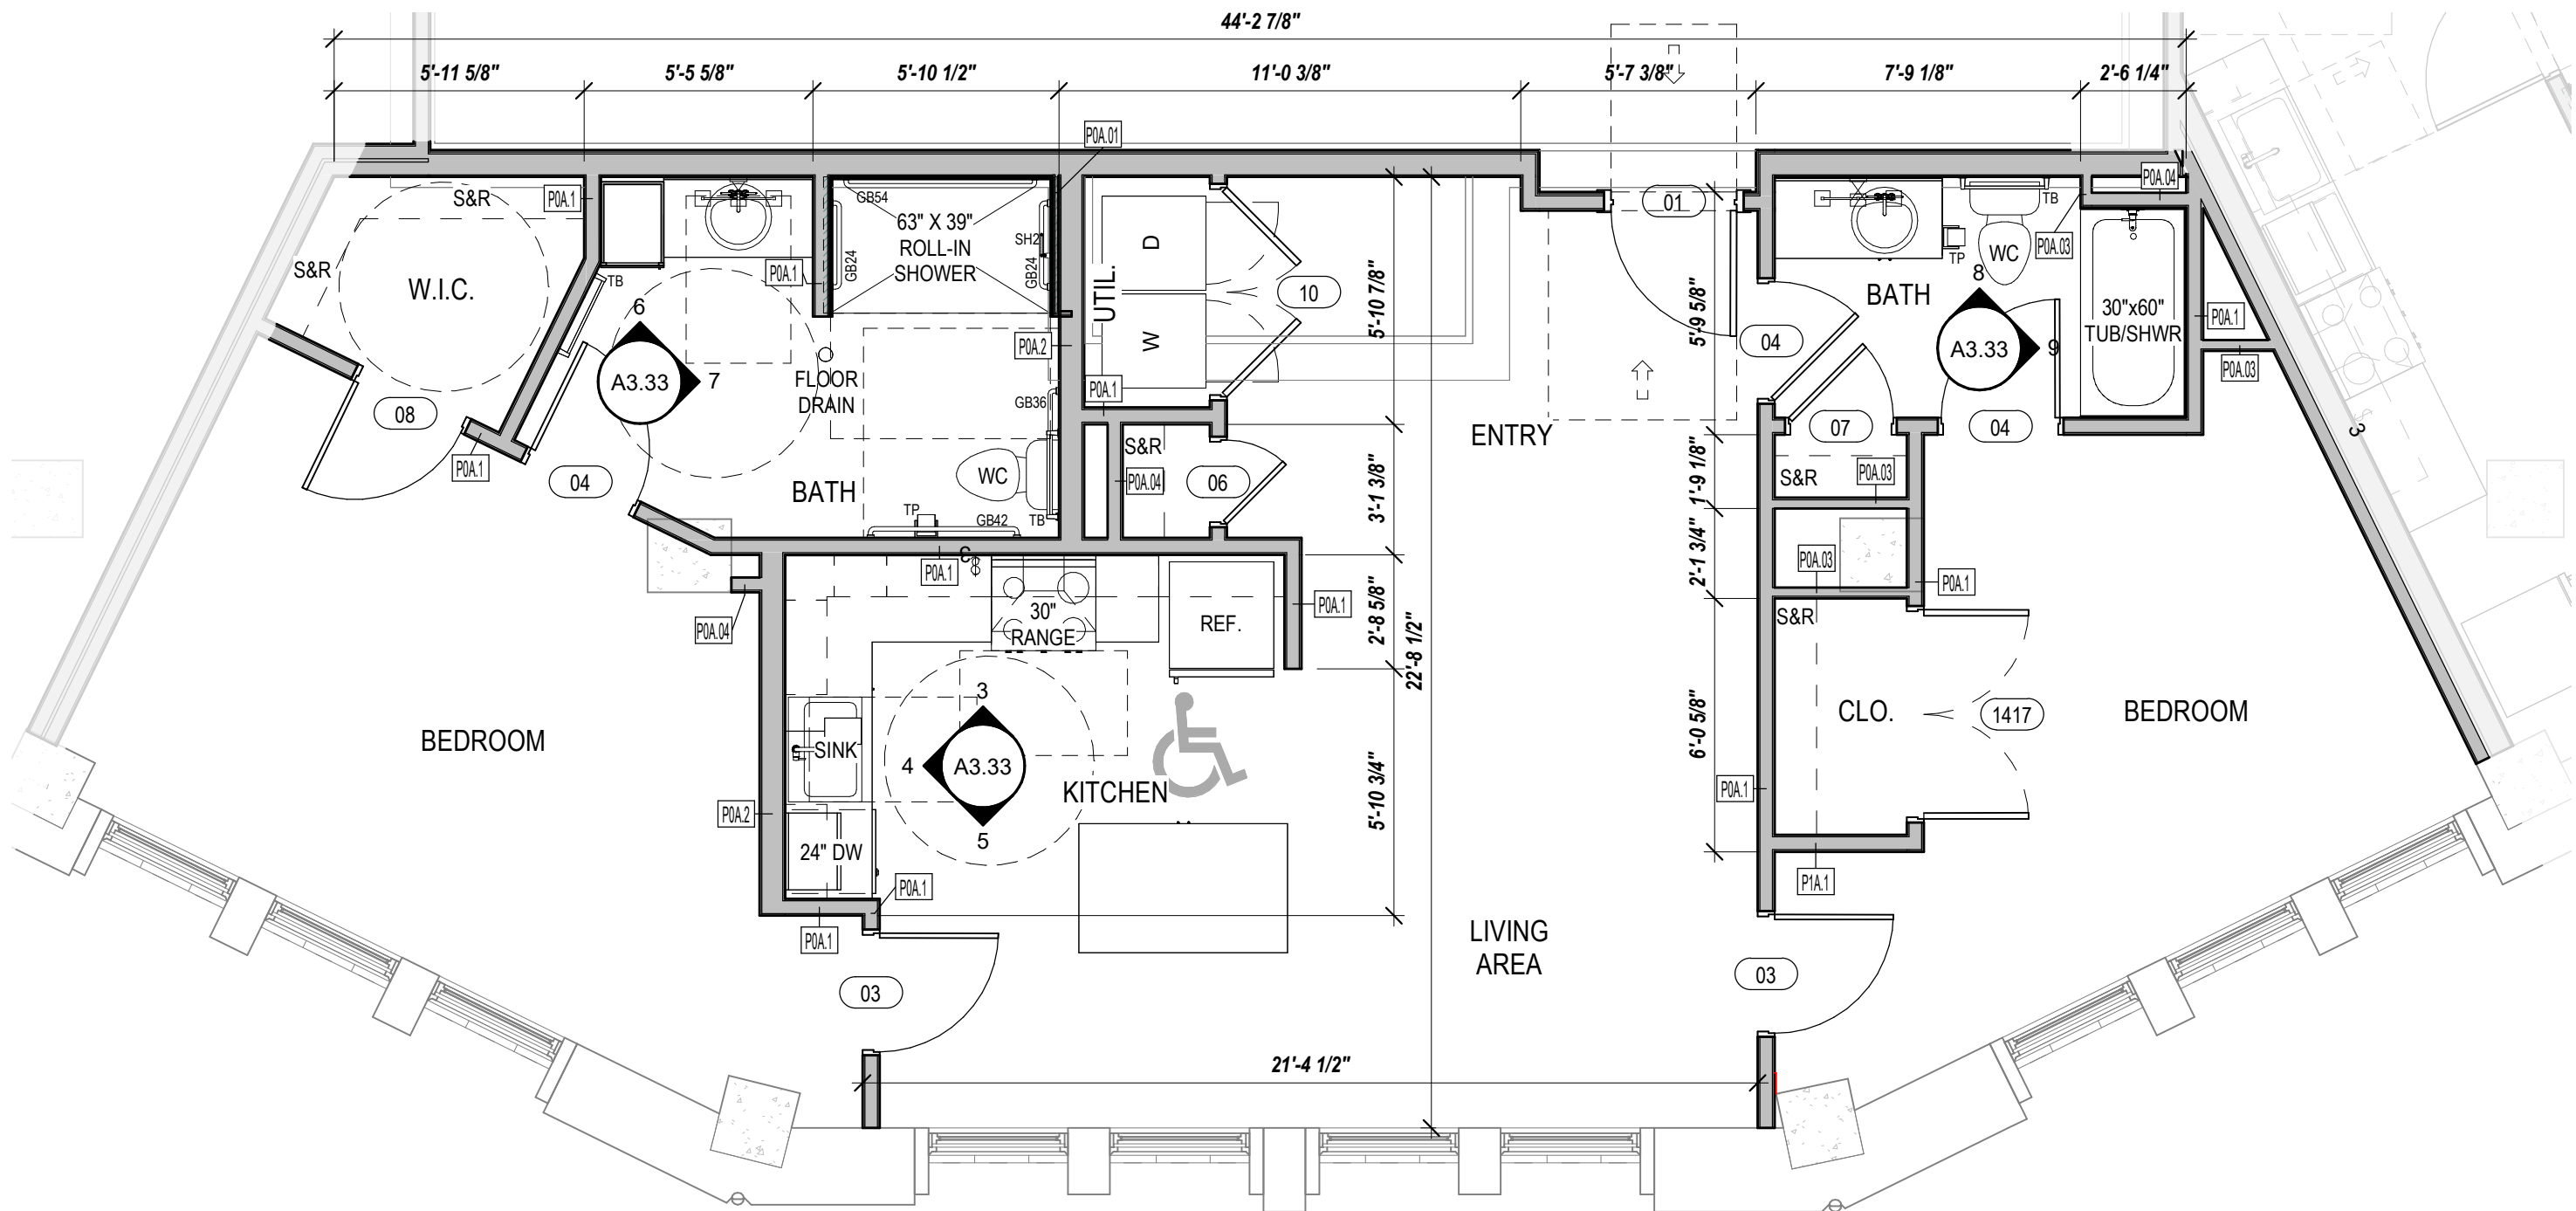 44'-2 7/8"
5'-11 5/8"
5'-5 5/8"
5'-10 1/2"
11'-0 3/8"
5'-7 3/8"
7'-9 1/8"
2'-6 1/4"
P0A.01
S&R
P0A.1
GB54
63" X 39"
ROLL-IN
SHOWER
SH2
GB24
GB24
P0A.1
S&R
W.I.C.
TB
6
A3.33
7
FLOOR
DRAIN
P0A.2
GB36
08
P0A.1
04
BATH
WC
TP
GB42
TB
UTIL.
D
W
10
P0A.1
S&R
P0A.04
06
5'-10 7/8"
3'-1 3/8"
2'-8 5/8"
22'-8 1/2"
5'-10 3/4"
ENTRY
01
5'-9 5/8"
1'-9 1/8"
2'-1 3/4"
6'-0 5/8"
04
BATH
TP
WC
TB
P0A.03
P0A.04
8
A3.33
9
30"x60"
TUB/SHWR
P0A.1
P0A.03
3
07
04
S&R
P0A.03
P0A.03
P0A.1
S&R
CLO.
1417
BEDROOM
P0A.1
P1A.1
3
P0A.1
P0A.04
30"
RANGE
REF.
P0A.1
BEDROOM
SINK
3
4
A3.33
5
KITCHEN
P0A.2
24" DW
P0A.1
P0A.1
03
LIVING
AREA
03
21'-4 1/2"